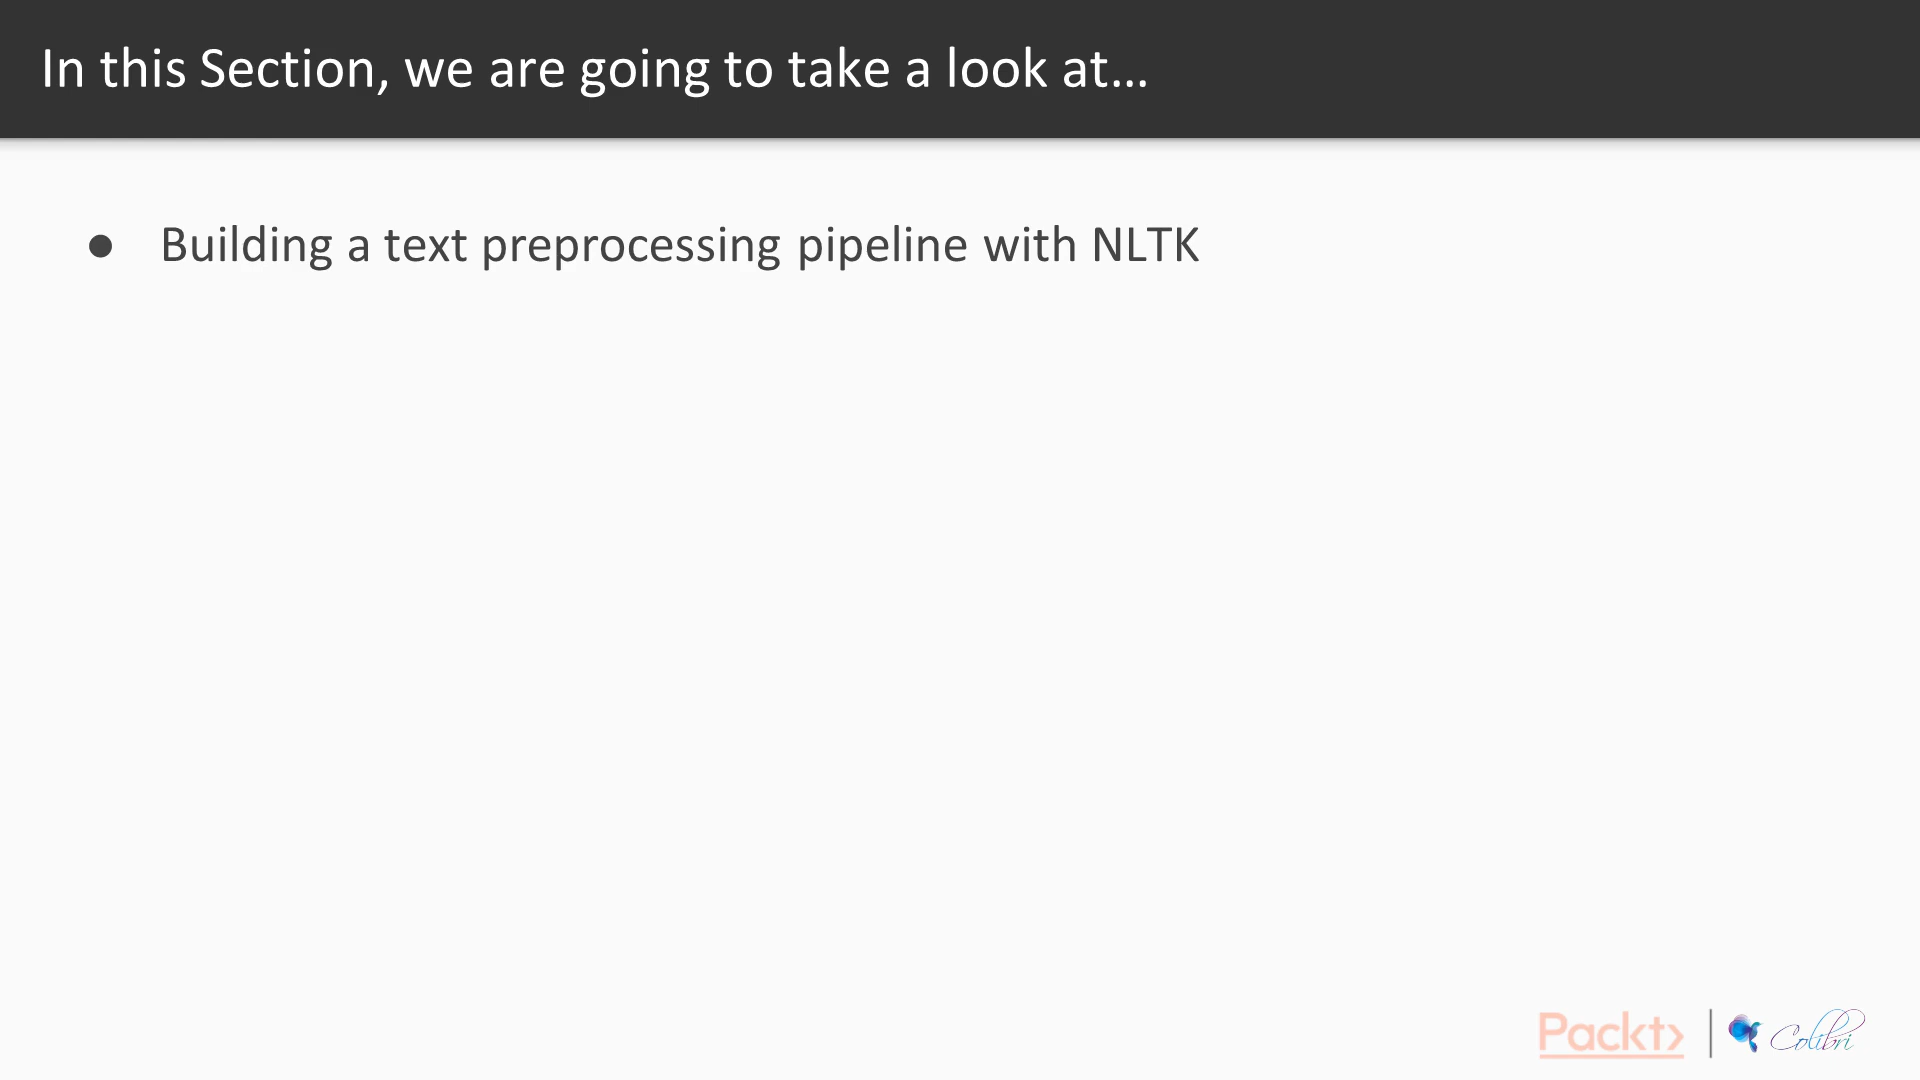 In this Section, we are going to take a look at…
● Building a text preprocessing pipeline with NLTK
Packt> | Colibri